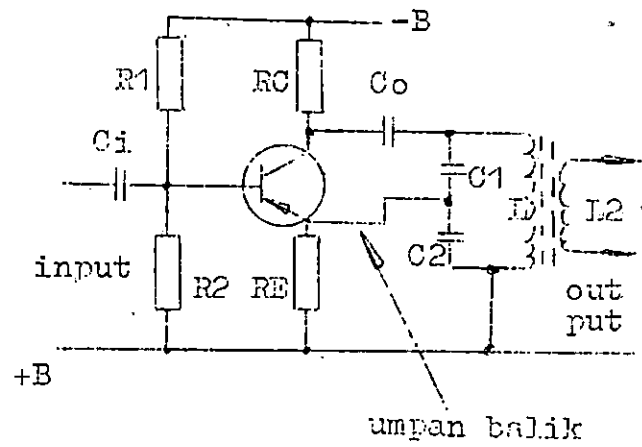 -B
R1
RC
Co
Ci
C1
L
L2
C2
input
R2
RE
out
put
+B
umpan balik